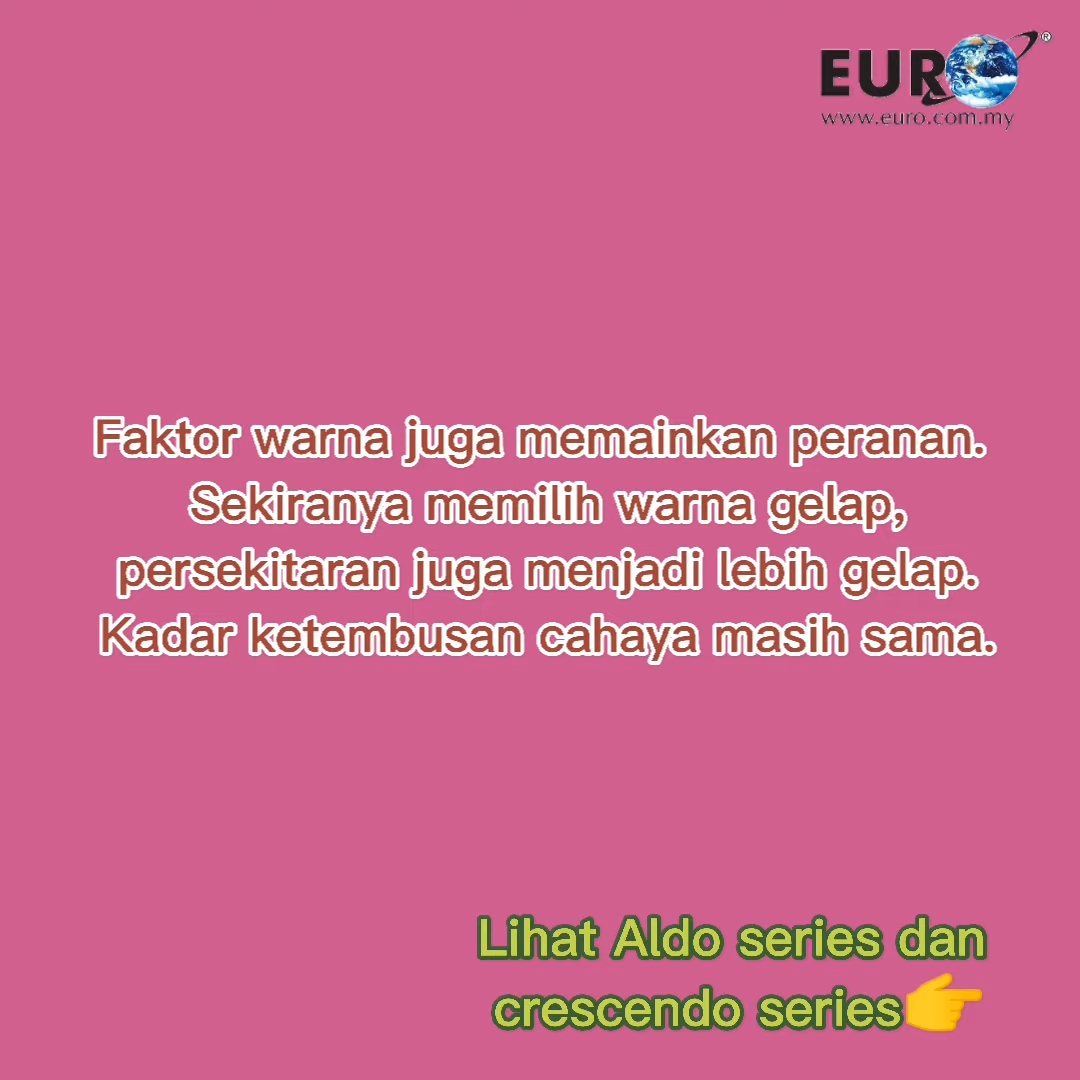 EURO®
www.euro.com.my
Faktor warna juga memainkan peranan.
Sekiranya memilih warna gelap,
persekitaran juga menjadi lebih gelap.
Kadar ketembusan cahaya masih sama.
Lihat Aldo series dan
crescendo series👉